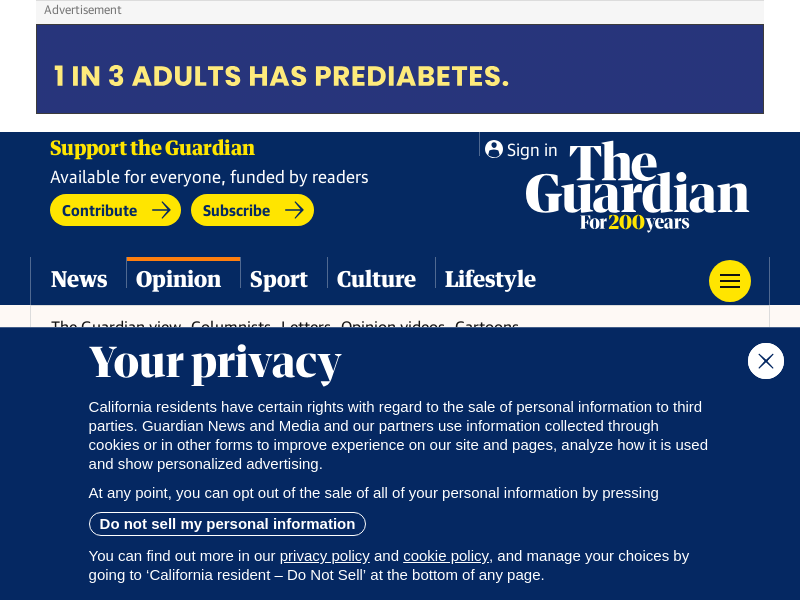 Advertisement
1 IN 3 ADULTS HAS PREDIABETES.
Support the Guardian
Available for everyone, funded by readers
Contribute
Subscribe
Sign in
The
Guardian
For 200 years
News
Opinion
Sport
Culture
Lifestyle
The Guardian view Columnists Letters Opinion videos Cartoons
Your privacy
California residents have certain rights with regard to the sale of personal information to third
parties. Guardian News and Media and our partners use information collected through
cookies or in other forms to improve experience on our site and pages, analyze how it is used
and show personalized advertising.
At any point, you can opt out of the sale of all of your personal information by pressing
Do not sell my personal information
You can find out more in our privacy policy and cookie policy, and manage your choices by
going to ‘California resident – Do Not Sell’ at the bottom of any page.